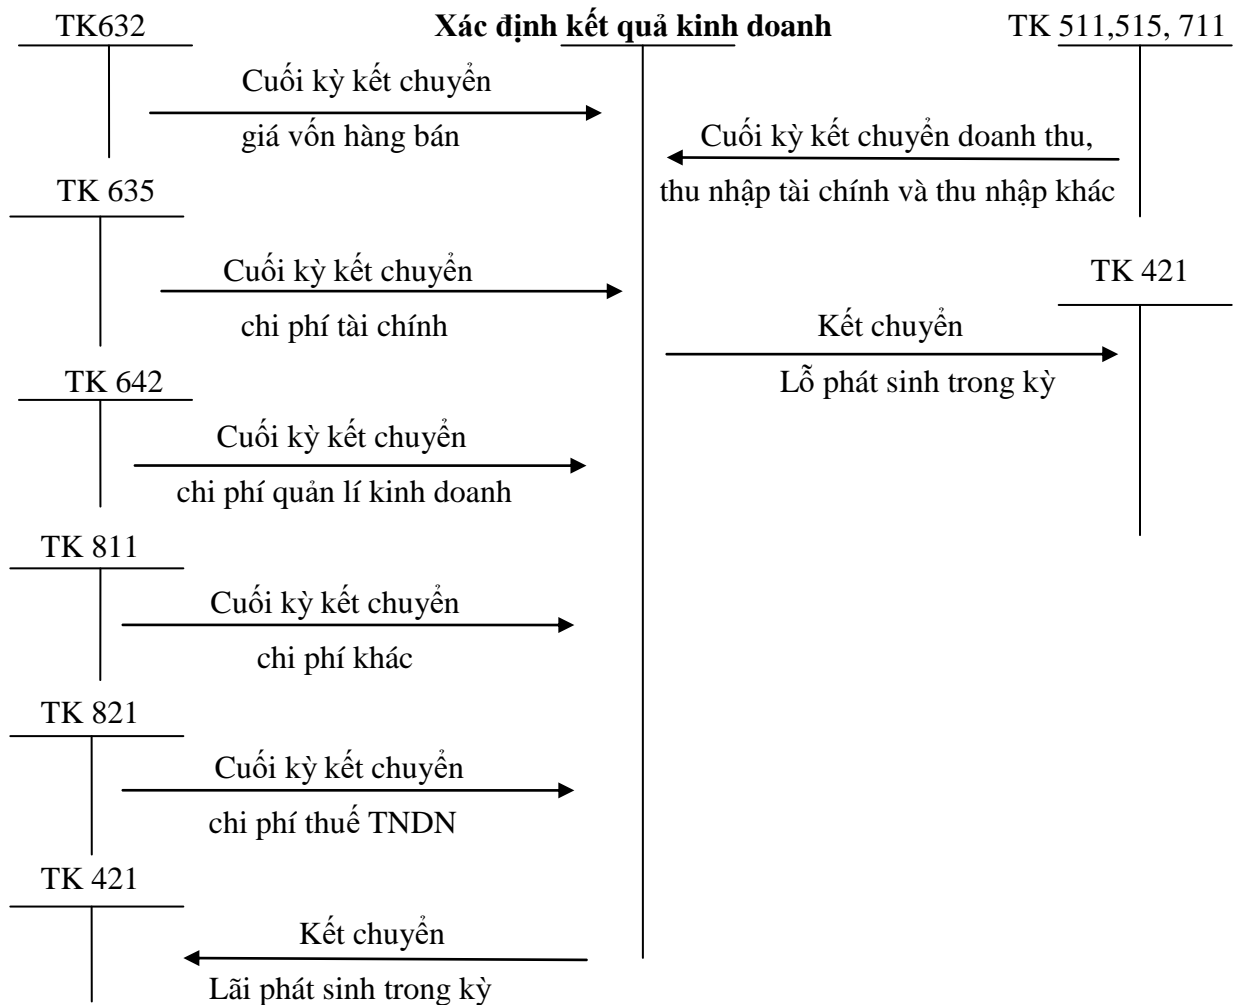 TK632
Xác định kết quả kinh doanh
TK 511,515, 711
Cuối kỳ kết chuyển
giá vốn hàng bán
Cuối kỳ kết chuyển doanh thu,
thu nhập tài chính và thu nhập khác
TK 635
Cuối kỳ kết chuyển
chi phí tài chính
TK 421
Kết chuyển
Lỗ phát sinh trong kỳ
TK 642
Cuối kỳ kết chuyển
chi phí quản lí kinh doanh
TK 811
Cuối kỳ kết chuyển
chi phí khác
TK 821
Cuối kỳ kết chuyển
chi phí thuế TNDN
TK 421
Kết chuyển
Lãi phát sinh trong kỳ